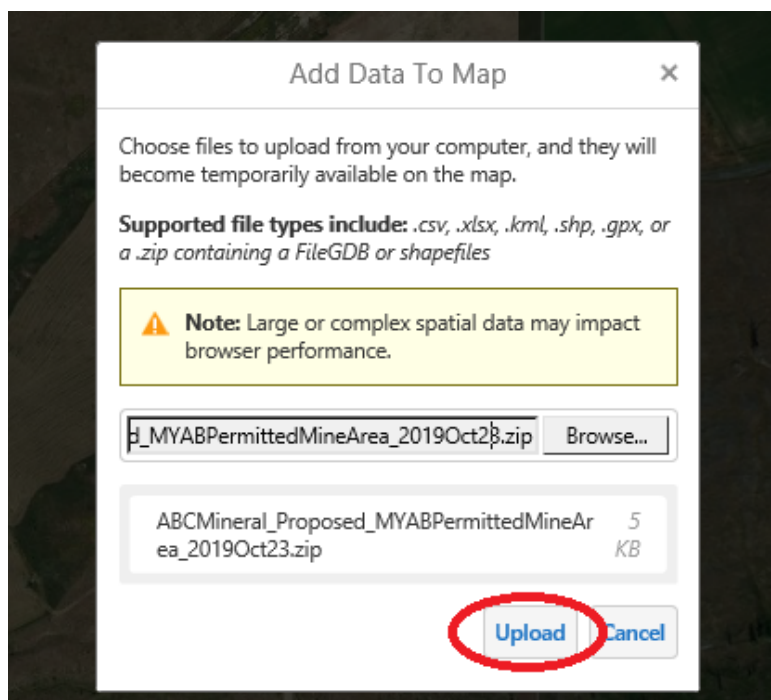 Add Data To Map ×
Choose files to upload from your computer, and they will
become temporarily available on the map.
Supported file types include: .csv, .xlsx, .kml, .shp, .gpx, or
a .zip containing a FileGDB or shapefiles
Note: Large or complex spatial data may impact
browser performance.
d_MYABPermittedMineArea_2019Oct23.zip Browse...
ABCMineral_Proposed_MYABPermittedMineAr 5
ea_2019Oct23.zip KB
Upload Cancel